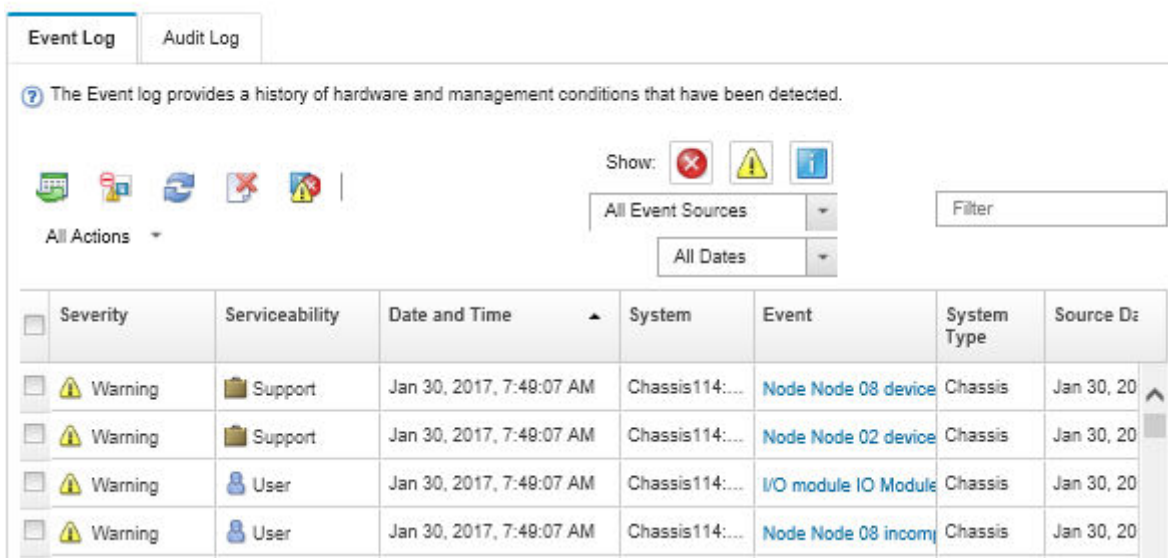 Event Log Audit Log
The Event log provides a history of hardware and management conditions that have been detected.
Show:
All Event Sources
Filter
All Actions
All Dates
Severity Serviceability Date and Time System Event System Type Source Da
Warning Support Jan 30, 2017, 7:49:07 AM Chassis114:... Node Node 08 device Chassis Jan 30, 20
Warning Support Jan 30, 2017, 7:49:07 AM Chassis114:... Node Node 02 device Chassis Jan 30, 20
Warning User Jan 30, 2017, 7:49:07 AM Chassis114:... I/O module IO Module Chassis Jan 30, 20
Warning User Jan 30, 2017, 7:49:07 AM Chassis114:... Node Node 08 incom Chassis Jan 30, 20